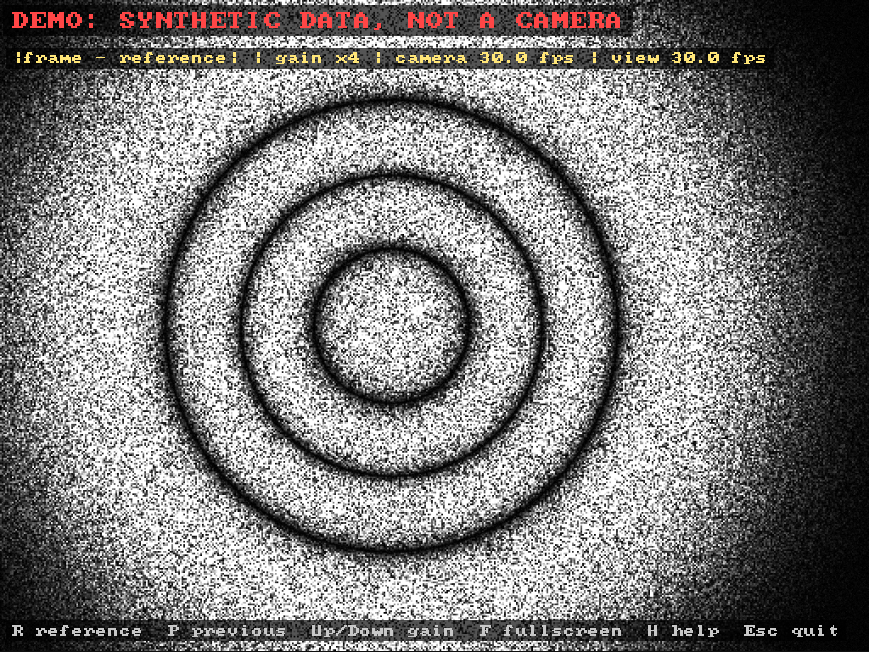 DEMO: SYNTHETIC DATA, NOT A CAMERA
|frame - reference| | gain x4 | camera 30.0 fps | view 30.0 fps
R reference  P previous  Up/Down gain  F fullscreen  H help  Esc quit